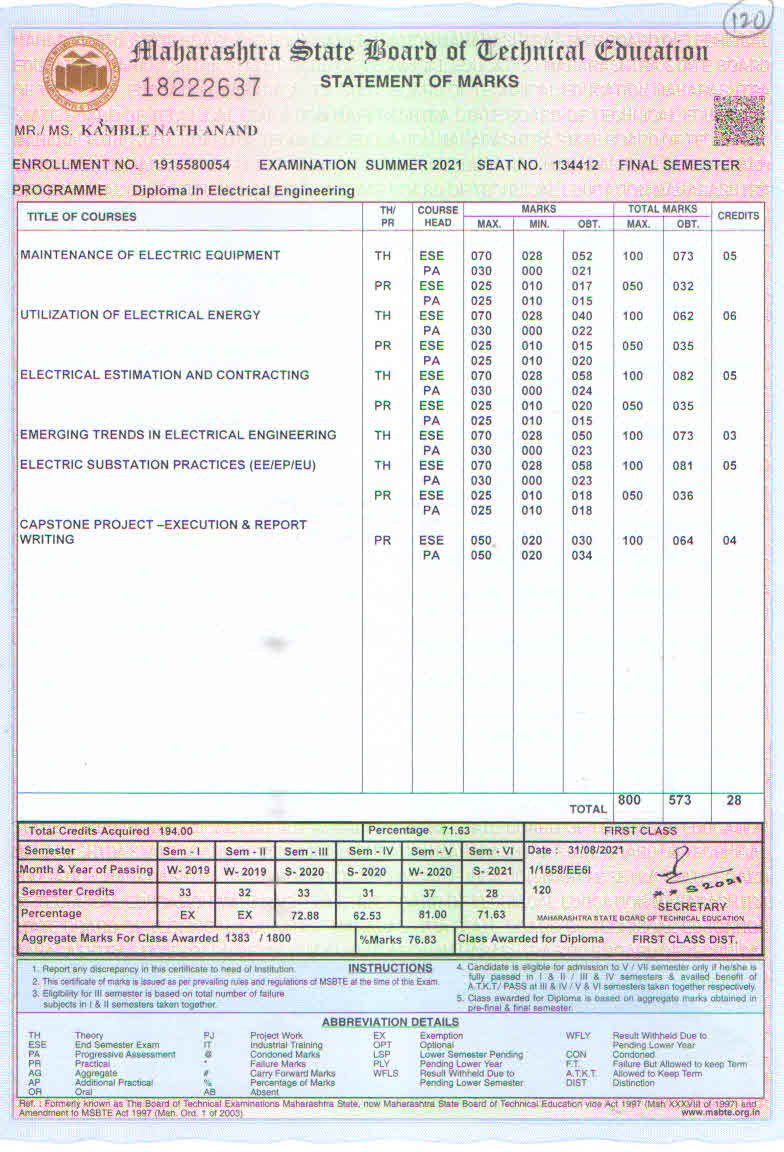 120
Maharashtra State Board of Technical Education
18222637
STATEMENT OF MARKS
MR./ MS. KAMBLE NATH ANAND
ENROLLMENT NO. 1915580054 EXAMINATION SUMMER 2021 SEAT NO. 134412 FINAL SEMESTER
PROGRAMME Diploma In Electrical Engineering
TITLE OF COURSES TH/ PR COURSE HEAD MARKS TOTAL MARKS CREDITS
MAX. MIN. OBT. MAX. OBT.
MAINTENANCE OF ELECTRIC EQUIPMENT TH ESE 070 028 052 100 073 05
PA 030 000 021
PR ESE 025 010 017 050 032
PA 025 010 015
UTILIZATION OF ELECTRICAL ENERGY TH ESE 070 028 040 100 062 06
PA 030 000 022
PR ESE 025 010 015 050 035
PA 025 010 020
ELECTRICAL ESTIMATION AND CONTRACTING TH ESE 070 028 058 100 082 05
PA 030 000 024
PR ESE 025 010 020 050 035
PA 025 010 015
EMERGING TRENDS IN ELECTRICAL ENGINEERING TH ESE 070 028 050 100 073 03
PA 030 000 023
ELECTRIC SUBSTATION PRACTICES (EE/EP/EU) TH ESE 070 028 058 100 081 05
PA 030 000 023
PR ESE 025 010 018 050 036
PA 025 010 018
CAPSTONE PROJECT –EXECUTION & REPORT
WRITING PR ESE 050 020 030 100 064 04
PA 050 020 034
TOTAL 800 573 28
Total Credits Acquired 194.00 Percentage 71.63 FIRST CLASS
Semester Sem - I Sem - II Sem - III Sem - IV Sem - V Sem - VI Date : 31/08/2021
Month & Year of Passing W- 2019 W- 2019 S- 2020 S- 2020 W- 2020 S- 2021 1/1558/EE6I
Semester Credits 33 32 33 31 37 28 120
** S 2021
SECRETARY
Percentage EX EX 72.88 62.53 81.00 71.63 MAHARASHTRA STATE BOARD OF TECHNICAL EDUCATION
Aggregate Marks For Class Awarded 1383 / 1800 %Marks 76.83 Class Awarded for Diploma FIRST CLASS DIST.
INSTRUCTIONS
1. Report any discrepancy in this certificate to need of Institution.
2. This certificate of marks is issued as per prevailing rules and regulations of MSBTE at the time of this Exam.
3. Eligibility for III semester is based on total number of failure
subjects in I & II semesters taken together.
4. Candidate is eligible for admission to V / VII semester only if he/she is
fully passed in I & II / III & IV semesters & availed benefit of
A.T.K.T./ PASS at III & IV / V & VI semesters taken together respectively.
5. Class awarded for Diploma is based on aggregate marks obtained in
pre-final & final semester.
ABBREVIATION DETAILS
TH Theory PJ Project Work EX Exemption WFLY Result Withheld Due to
ESE End Semester Exam IT Industrial Training OPT Optional Pending Lower Year
PA Progressive Assessment @ Condoned Marks LSP Lower Semester Pending CON Condoned
PR Practical * Failure Marks PLY Pending Lower Year F.T. Failure But Allowed to keep Term
AG Aggregate # Carry Forward Marks WFLS Result Withheld Due to A.T.K.T. Allowed to Keep Term
AP Additional Practical % Percentage of Marks Pending Lower Semester DIST Distinction
OR Oral AB Absent
Ref. : Formerly known as The Board of Technical Examinations Maharashtra State, now Maharashtra State Board of Technical Education vide Act 1997 (Mah XXXVIII of 1997) and
Amendment to MSBTE Act 1997 (Mah. Ord. 1 of 2003) www.msbte.org.in